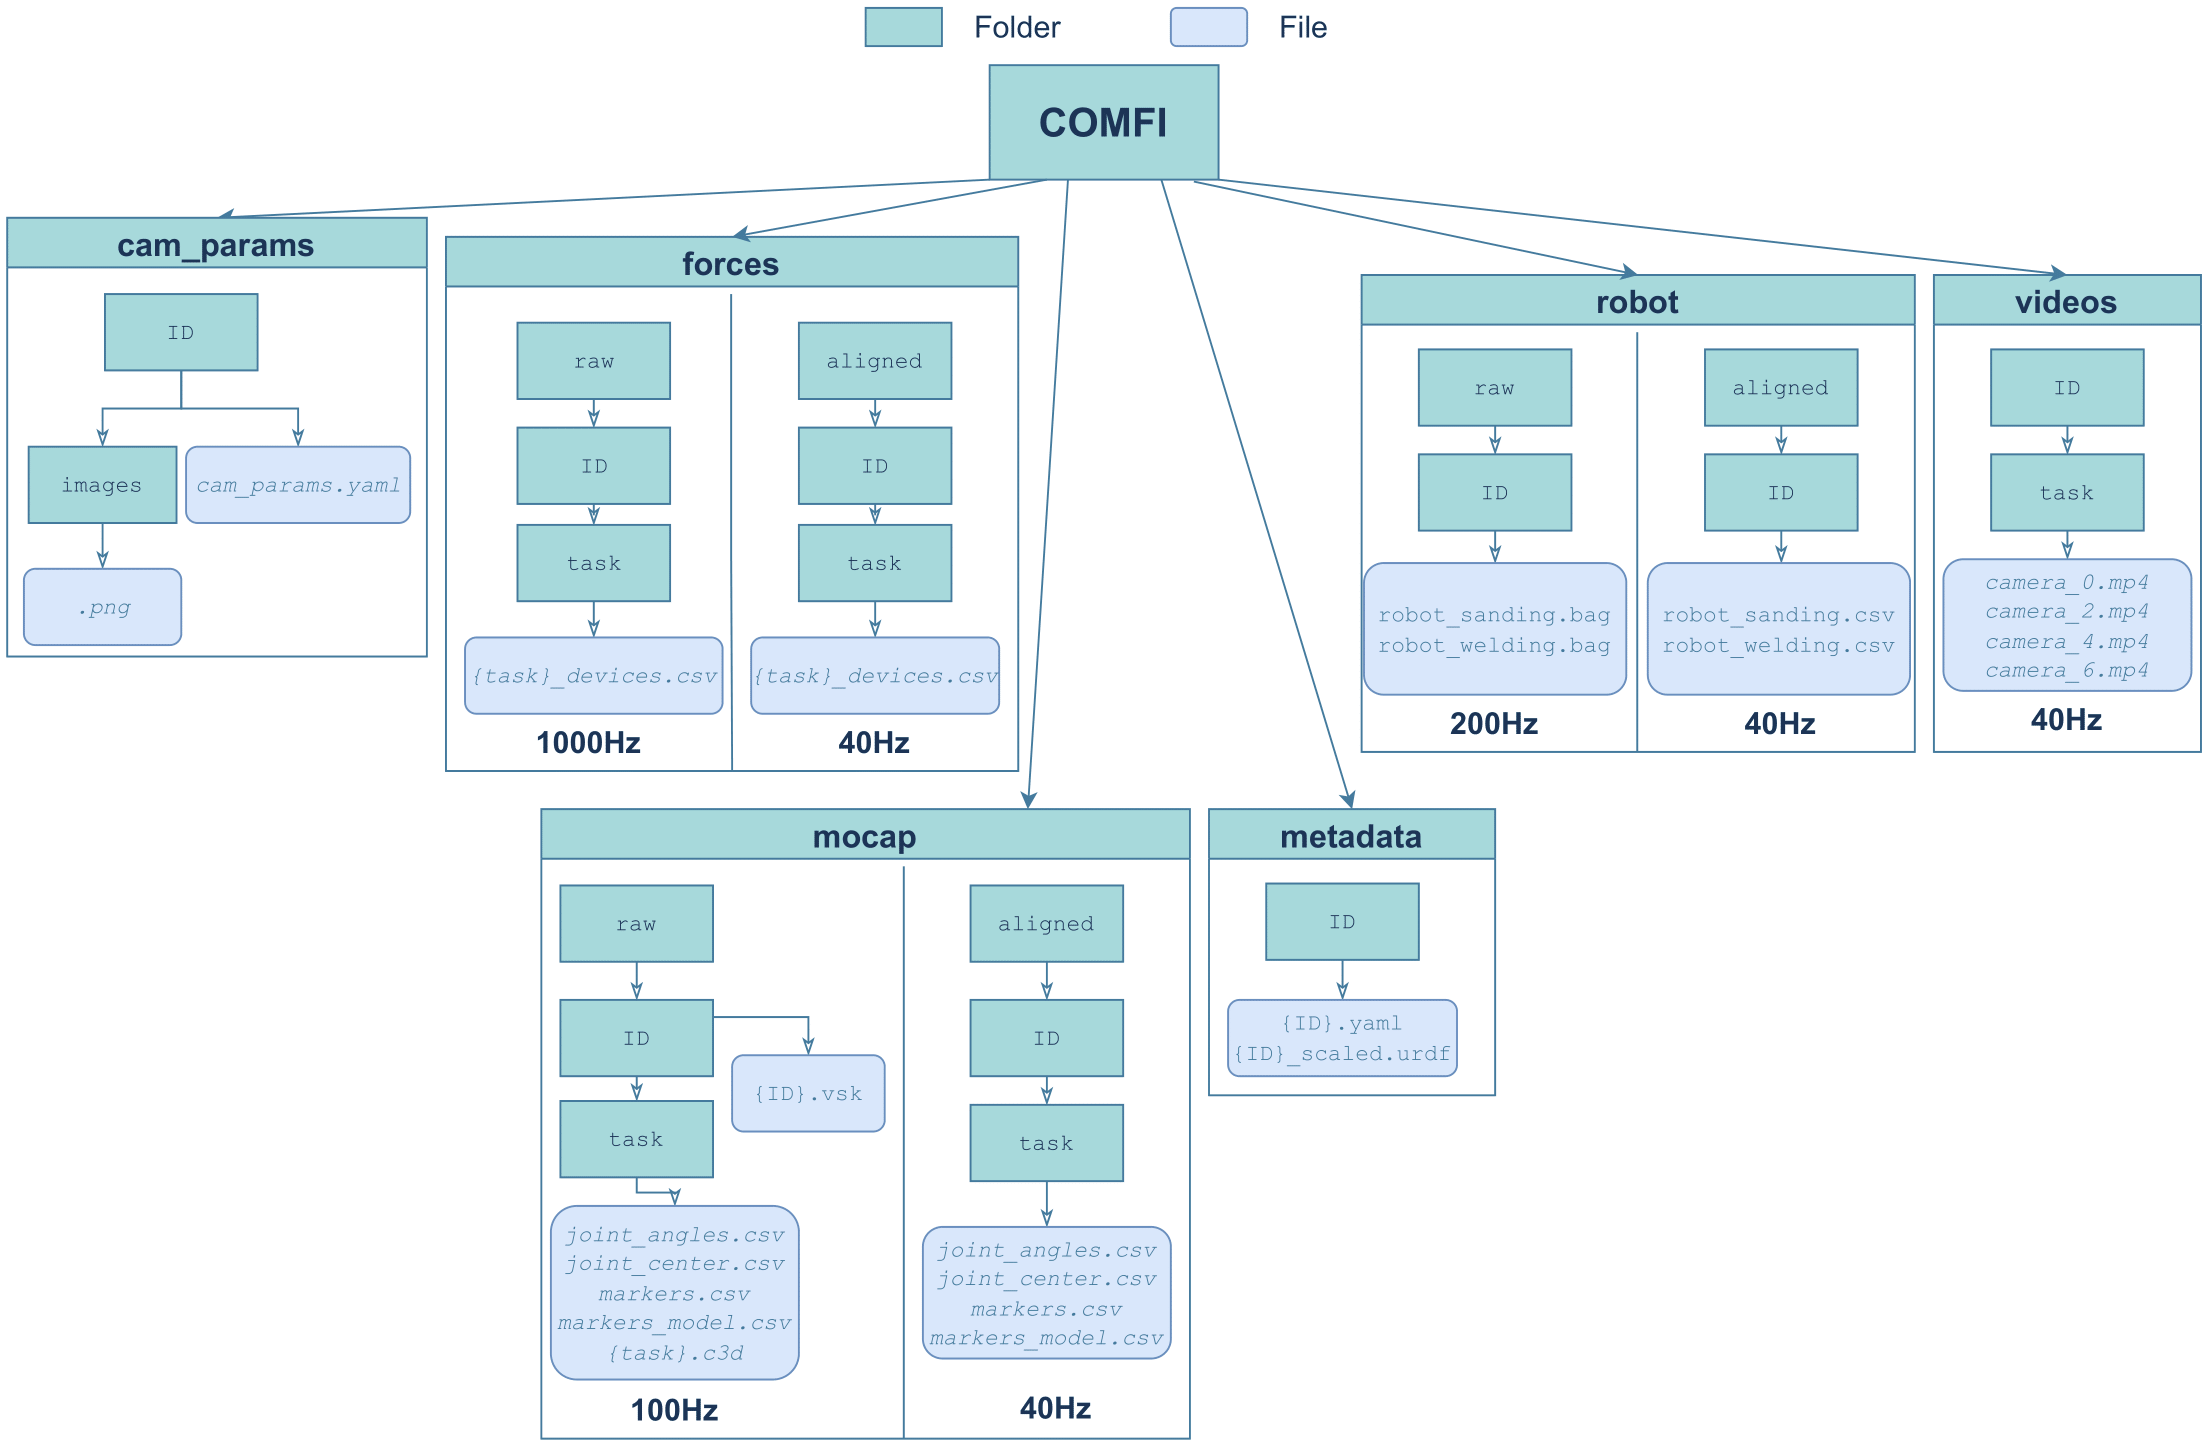 Folder
File
COMFI
cam_params
ID
images
cam_params.yaml
.png
forces
raw
ID
task
{task}_devices.csv
1000Hz
aligned
ID
task
{task}_devices.csv
40Hz
robot
raw
ID
robot_sanding.bag
robot_welding.bag
200Hz
aligned
ID
robot_sanding.csv
robot_welding.csv
40Hz
videos
ID
task
camera_0.mp4
camera_2.mp4
camera_4.mp4
camera_6.mp4
40Hz
mocap
raw
ID
{ID}.vsk
task
joint_angles.csv
joint_center.csv
markers.csv
markers_model.csv
{task}.c3d
100Hz
aligned
ID
task
joint_angles.csv
joint_center.csv
markers.csv
markers_model.csv
40Hz
metadata
ID
{ID}.yaml
{ID}_scaled.urdf